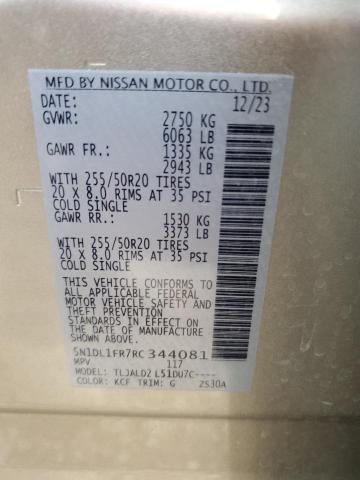 MFD BY NISSAN MOTOR CO., LTD.
DATE: 12/23
GVWR: 2750 KG
6063 LB
GAWR FR.: 1335 KG
2943 LB
WITH 255/50R20 TIRES
20 X 8.0 RIMS AT 35 PSI
COLD SINGLE
GAWR RR.: 1530 KG
3373 LB
WITH 255/50R20 TIRES
20 X 8.0 RIMS AT 35 PSI
COLD SINGLE
THIS VEHICLE CONFORMS TO
ALL APPLICABLE FEDERAL
MOTOR VEHICLE SAFETY AND
THEFT PREVENTION
STANDARDS IN EFFECT ON
THE DATE OF MANUFACTURE
SHOWN ABOVE.
5N1DL1FR7RC344081
MPV 117
MODEL: TLJALD2 L51DU7C----
COLOR: KCF TRIM: G 2S30A